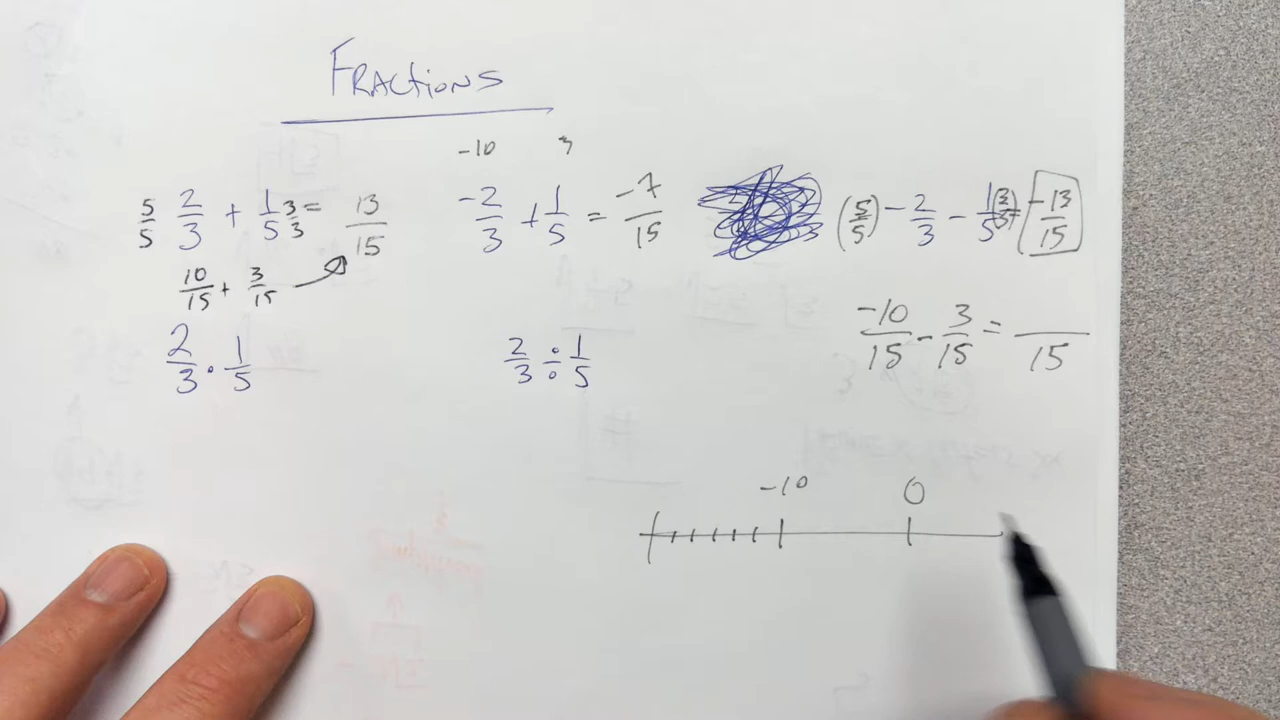 FRACTIONS
-10 3
5/5 2/3 + 1/5 3/3 = 13/15
-2/3 + 1/5 = -7/15
(5/5) -2/3 - 1/5 (3/3) = -13/15
10/15 + 3/15
-10/15 - 3/15 = /15
2/3 · 1/5
2/3 ÷ 1/5
-10 0